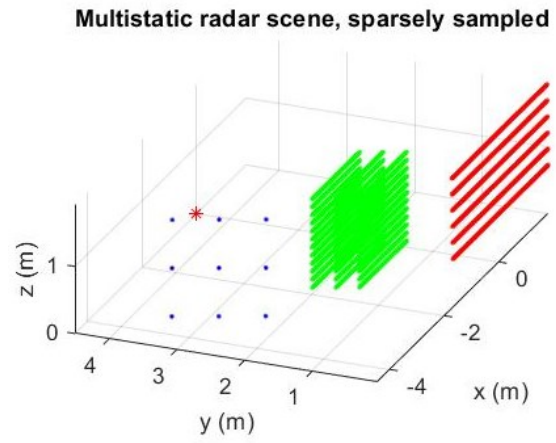 Multistatic radar scene, sparsely sampled
z (m)
1
0
4
3
2
1
y (m)
0
-2
-4
x (m)